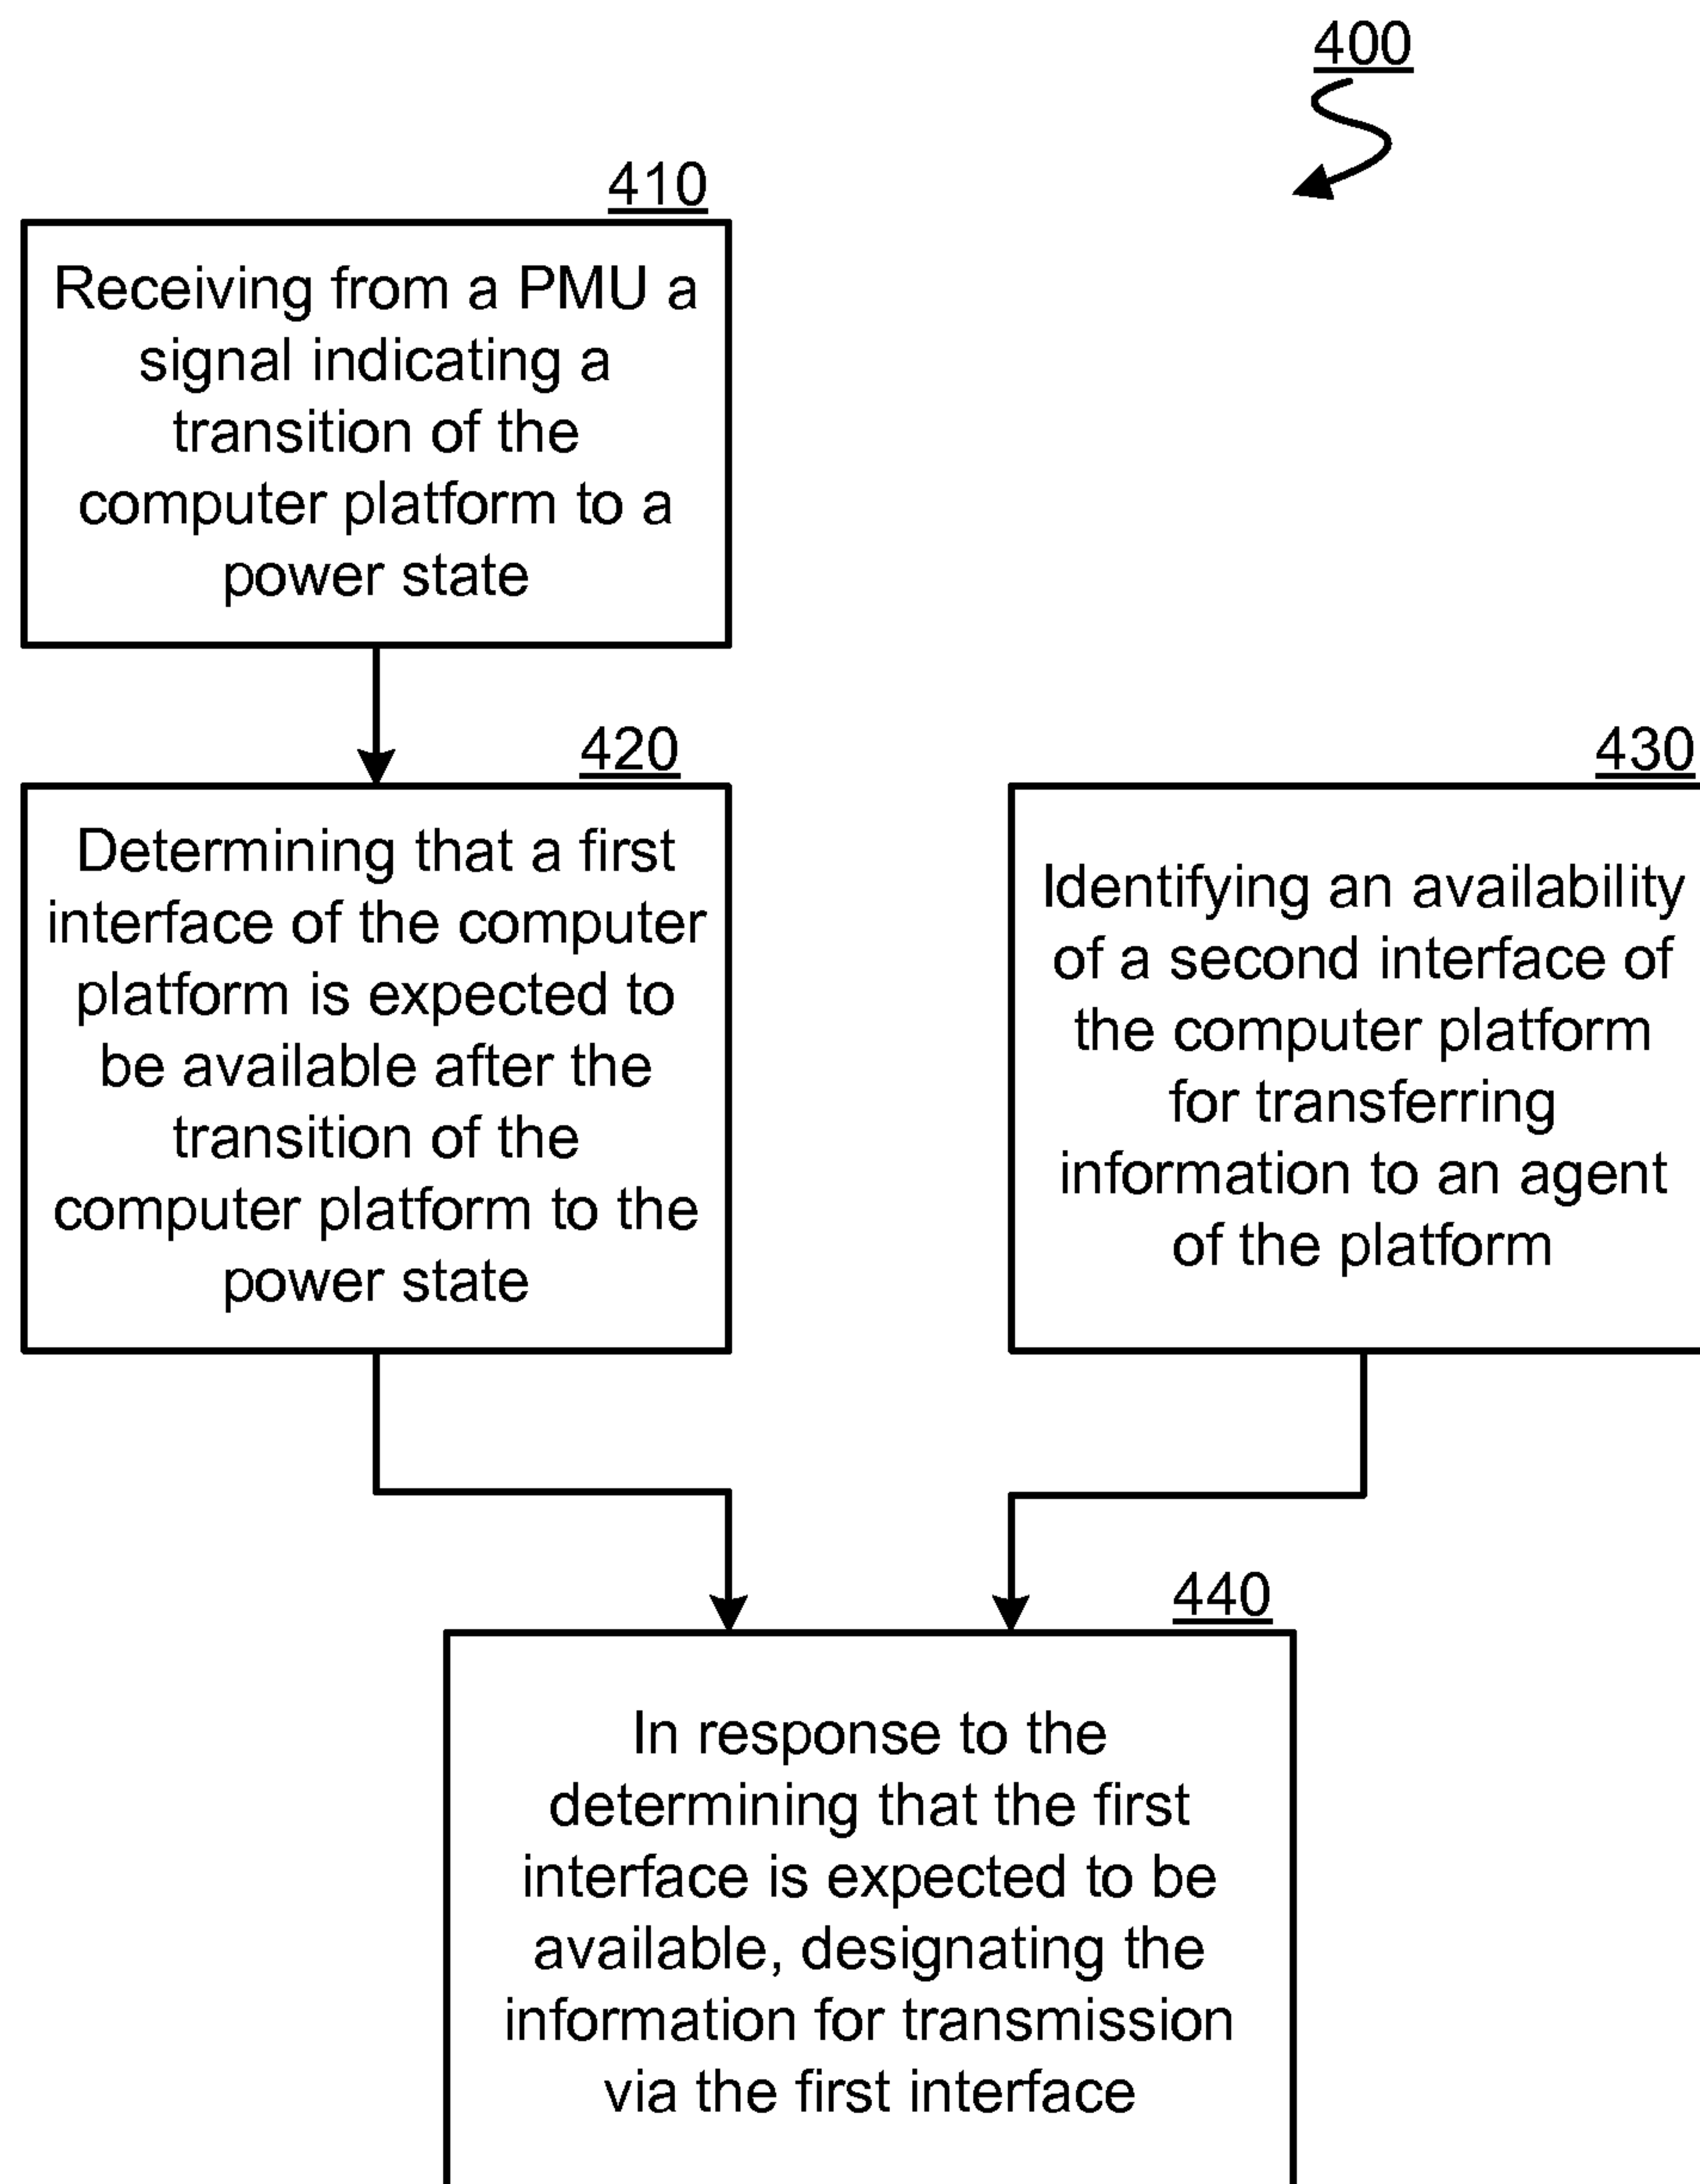 400
410
Receiving from a PMU a
signal indicating a
transition of the
computer platform to a
power state
420
Determining that a first
interface of the computer
platform is expected to
be available after the
transition of the
computer platform to the
power state
430
Identifying an availability
of a second interface of
the computer platform
for transferring
information to an agent
of the platform
440
In response to the
determining that the first
interface is expected to be
available, designating the
information for transmission
via the first interface